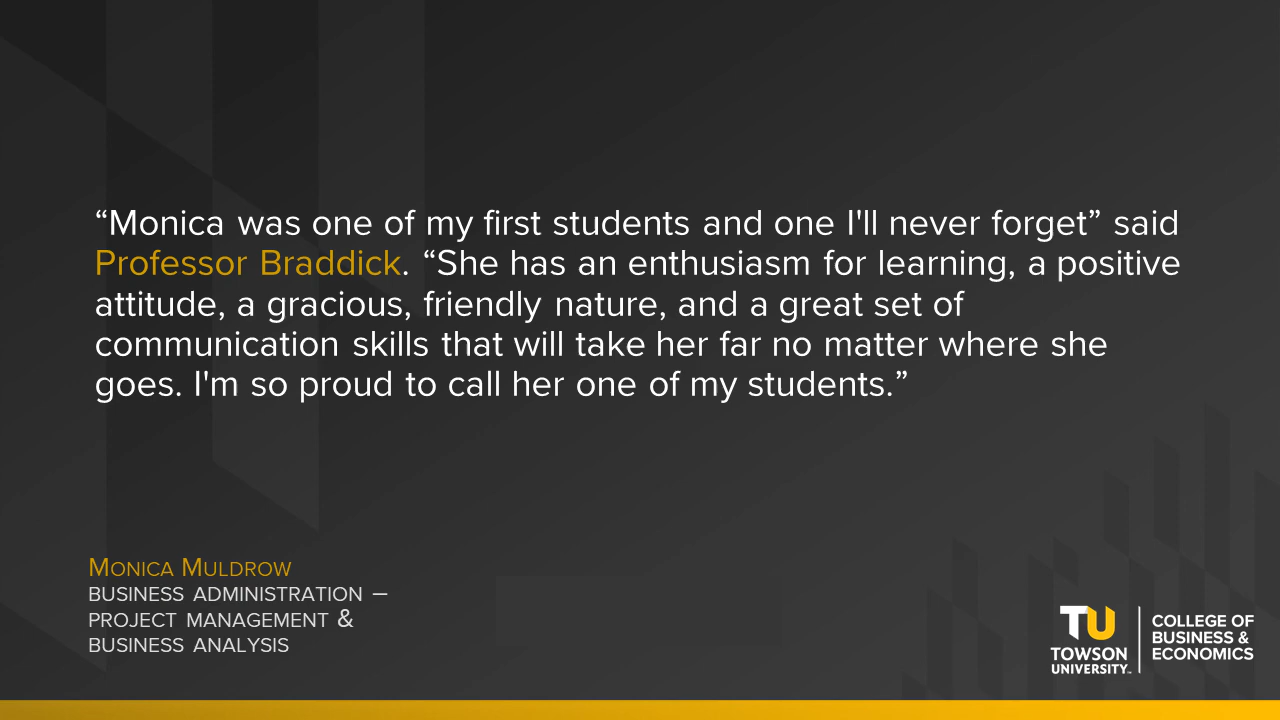 “Monica was one of my first students and one I'll never forget” said
Professor Braddick. “She has an enthusiasm for learning, a positive
attitude, a gracious, friendly nature, and a great set of
communication skills that will take her far no matter where she
goes. I'm so proud to call her one of my students.”
Monica Muldrow
business administration –
project management &
business analysis
TU
TOWSON
UNIVERSITY™
COLLEGE OF
BUSINESS &
ECONOMICS